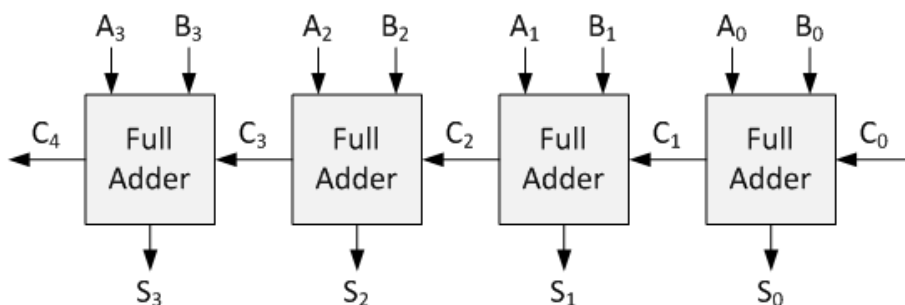 A₃ B₃ A₂ B₂ A₁ B₁ A₀ B₀
C₄ Full Adder C₃ Full Adder C₂ Full Adder C₁ Full Adder C₀
S₃ S₂ S₁ S₀